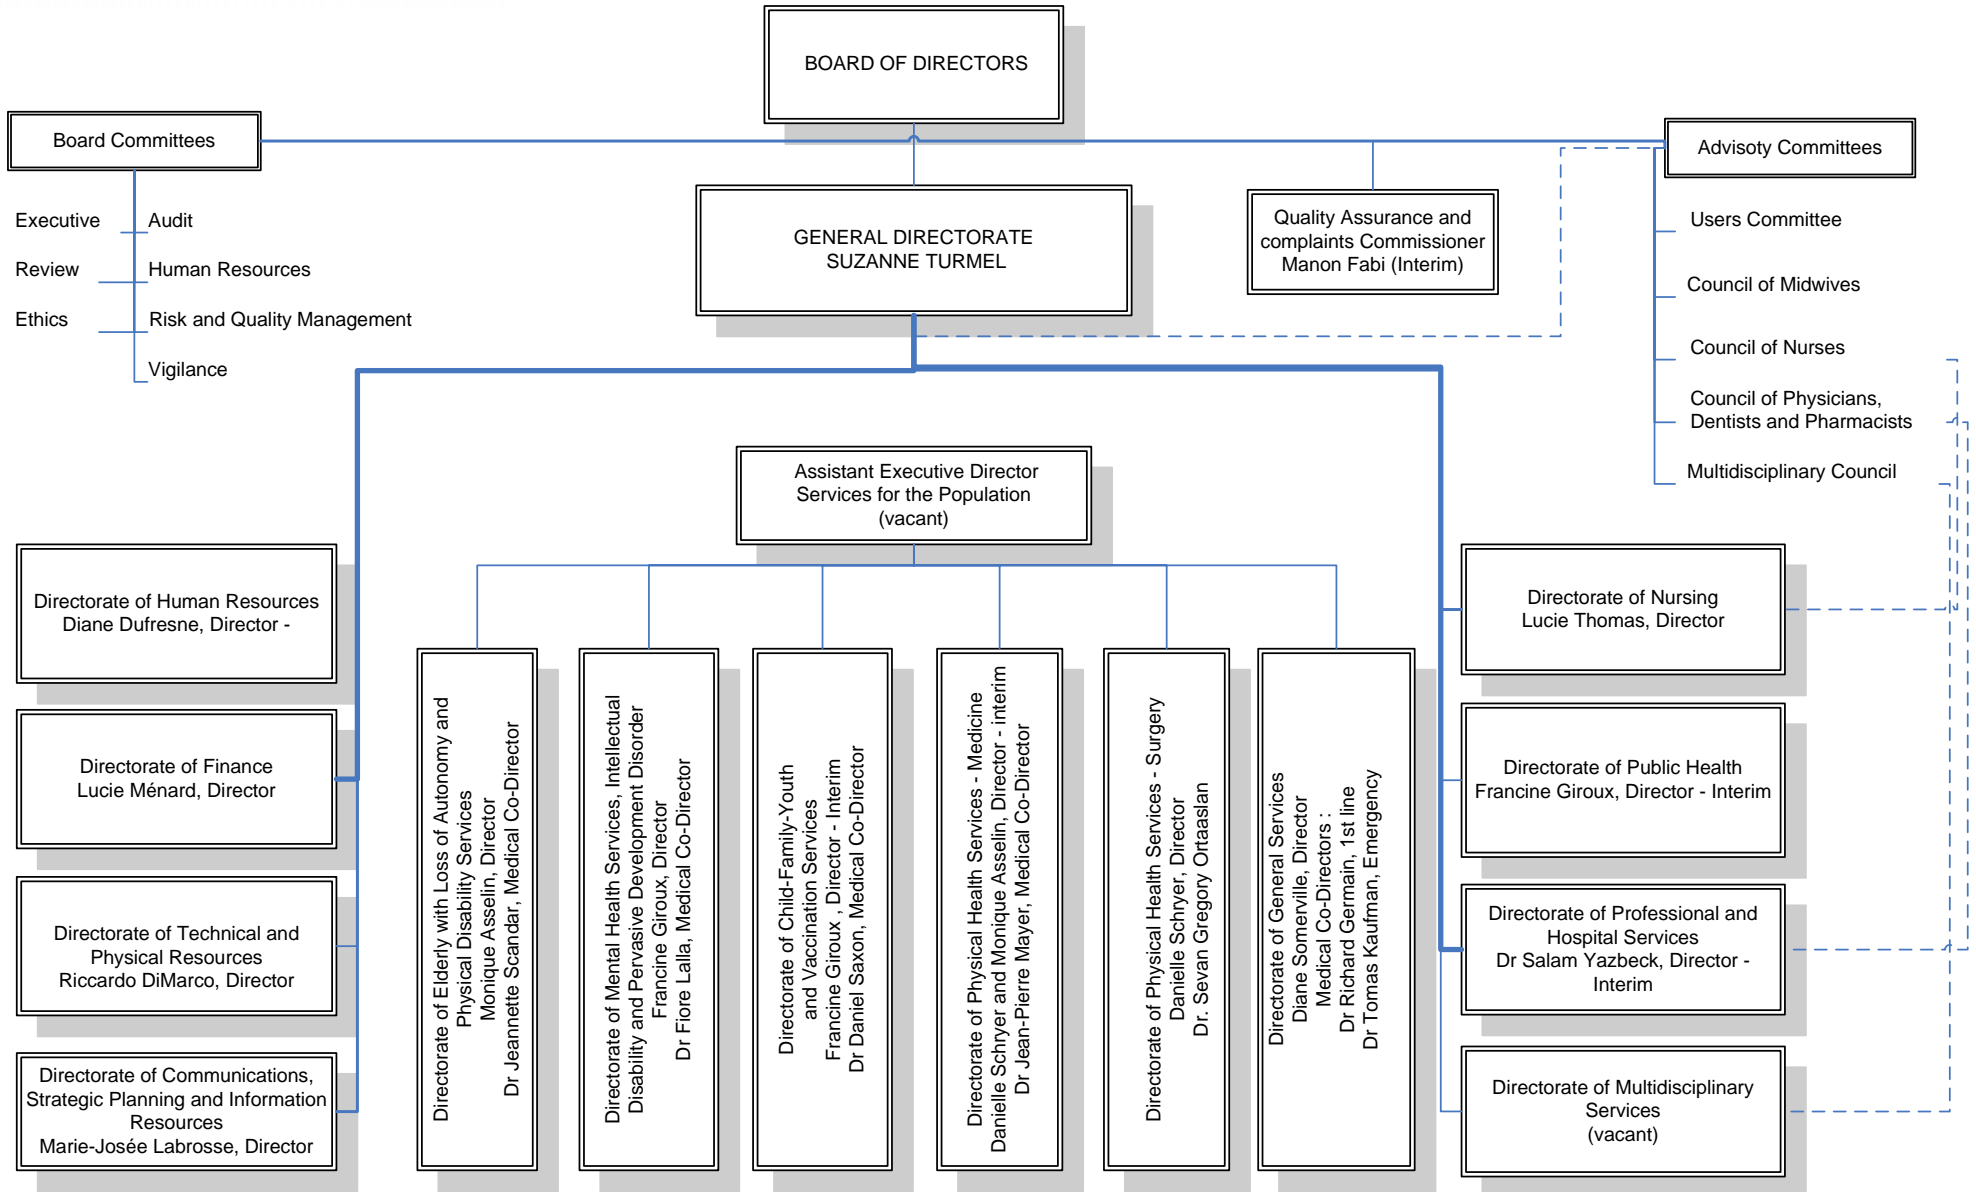 BOARD OF DIRECTORS
Board Committees
Executive
Audit
Review
Human Resources
Ethics
Risk and Quality Management
Vigilance
GENERAL DIRECTORATE
SUZANNE TURMEL
Quality Assurance and
complaints Commissioner
Manon Fabi (Interim)
Advisoty Committees
Users Committee
Council of Midwives
Council of Nurses
Council of Physicians,
Dentists and Pharmacists
Multidisciplinary Council
Assistant Executive Director
Services for the Population
(vacant)
Directorate of Human Resources
Diane Dufresne, Director -
Directorate of Finance
Lucie Ménard, Director
Directorate of Technical and
Physical Resources
Riccardo DiMarco, Director
Directorate of Communications,
Strategic Planning and Information
Resources
Marie-Josée Labrosse, Director
Directorate of Elderly with Loss of Autonomy and
Physical Disability Services
Monique Asselin, Director
Dr Jeannette Scandar, Medical Co-Director
Directorate of Mental Health Services, Intellectual
Disability and Pervasive Development Disorder
Francine Giroux, Director
Dr Fiore Lalla, Medical Co-Director
Directorate of Child-Family-Youth
and Vaccination Services
Francine Giroux , Director - Interim
Dr Daniel Saxon, Medical Co-Director
Directorate of Physical Health Services - Medicine
Danielle Schryer and Monique Asselin, Director - interim
Dr Jean-Pierre Mayer, Medical Co-Director
Directorate of Physical Health Services - Surgery
Danielle Schryer, Director
Dr. Sevan Gregory Ortaaslan
Directorate of General Services
Diane Somerville, Director
Medical Co-Directors :
Dr Richard Germain, 1st line
Dr Tomas Kaufman, Emergency
Directorate of Nursing
Lucie Thomas, Director
Directorate of Public Health
Francine Giroux, Director - Interim
Directorate of Professional and
Hospital Services
Dr Salam Yazbeck, Director -
Interim
Directorate of Multidisciplinary
Services
(vacant)